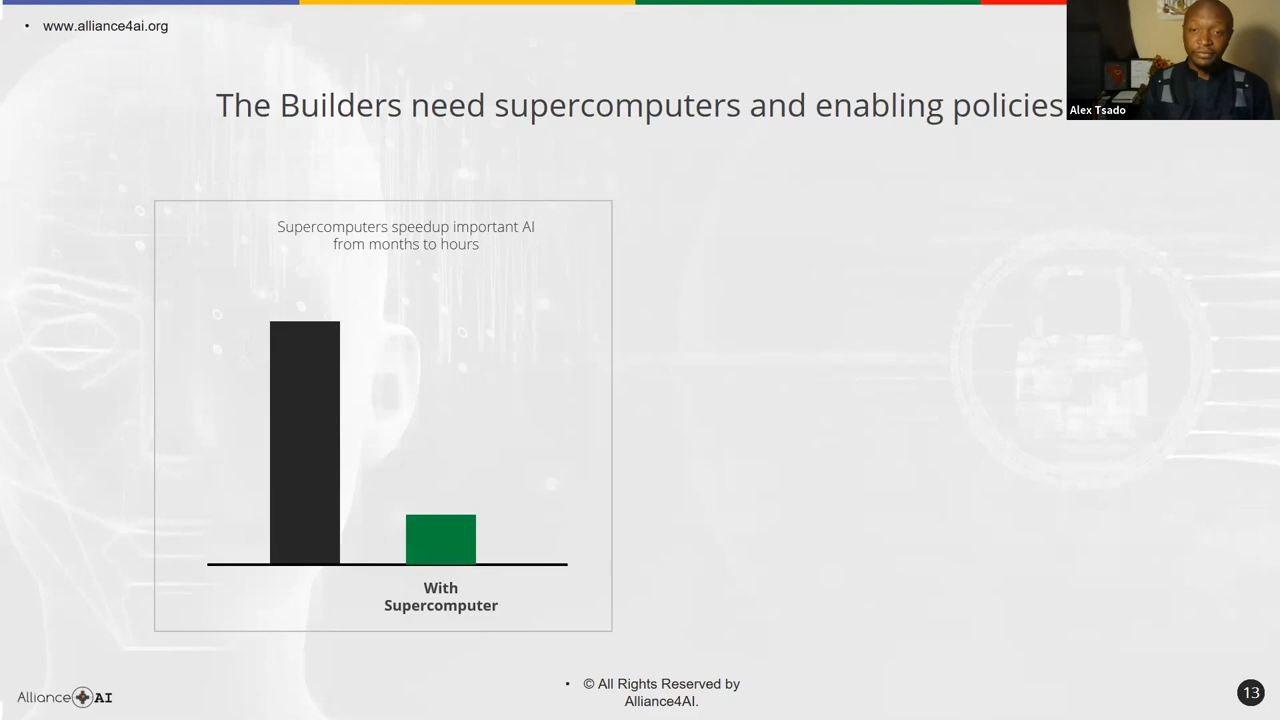 • www.alliance4ai.org
Alex Tsado
The Builders need supercomputers and enabling policies
Supercomputers speedup important AI
from months to hours
With
Supercomputer
Alliance AI
• © All Rights Reserved by
Alliance4AI.
13